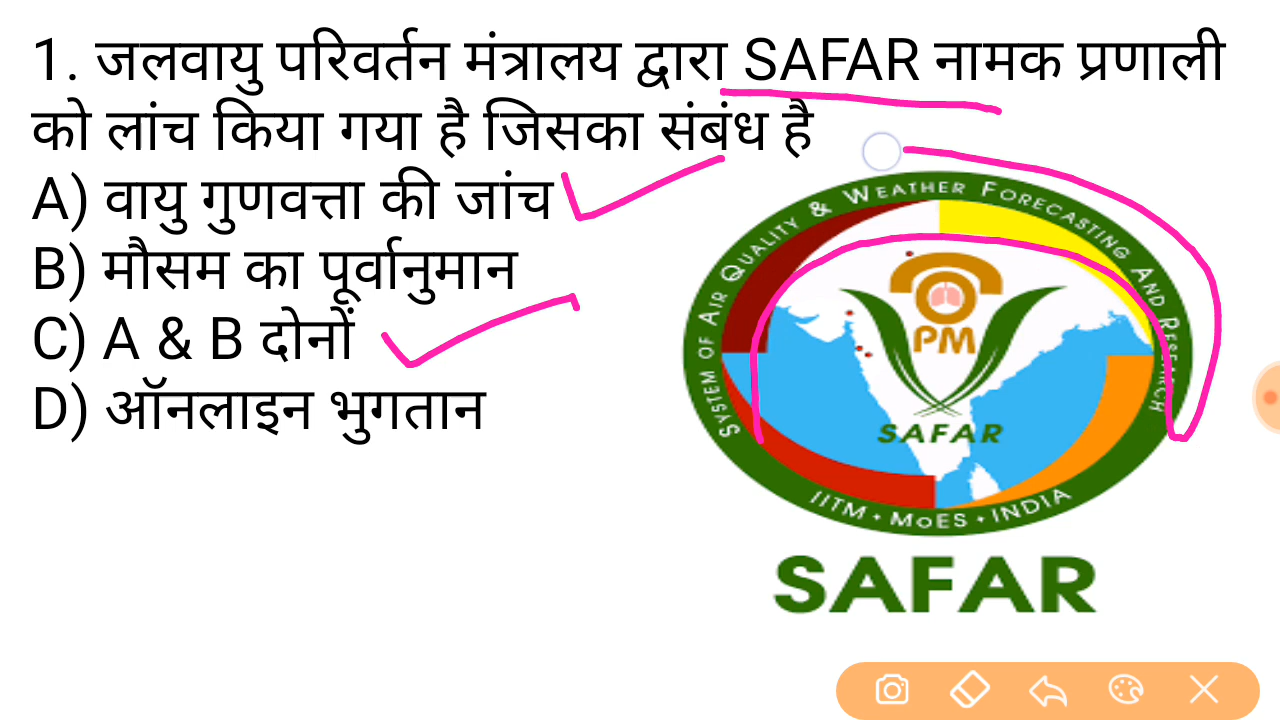 1. जलवायु परिवर्तन मंत्रालय द्वारा SAFAR नामक प्रणाली
को लांच किया गया है जिसका संबंध है
A) वायु गुणवत्ता की जांच
B) मौसम का पूर्वानुमान
C) A & B दोनों
D) ऑनलाइन भुगतान
SYSTEM OF AIR QUALITY & WEATHER FORECASTING AND RESEARCH
PM
SAFAR
IITM • MoES • INDIA
SAFAR